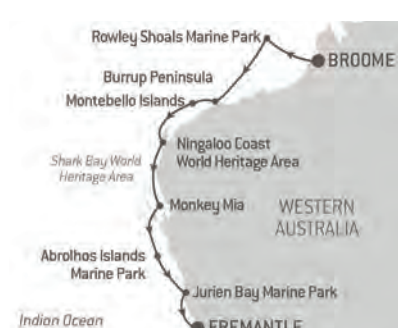 Rowley Shoals Marine Park
BROOME
Burrup Peninsula
Montebello Islands
Ningaloo Coast
World Heritage Area
Shark Bay World
Heritage Area
Monkey Mia
WESTERN
AUSTRALIA
Abrolhos Islands
Marine Park
Jurien Bay Marine Park
Indian Ocean
FREMANTLE